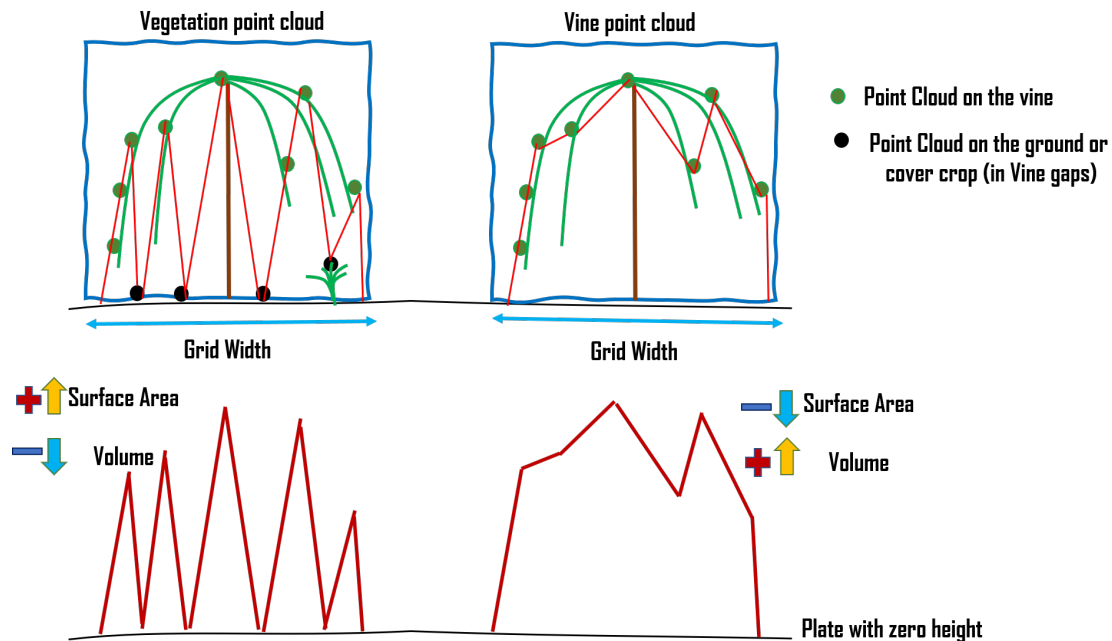 Vegetation point cloud
Vine point cloud
Point Cloud on the vine
Point Cloud on the ground or
cover crop (in Vine gaps)
Grid Width
Grid Width
Surface Area
Volume
Surface Area
Volume
Plate with zero height